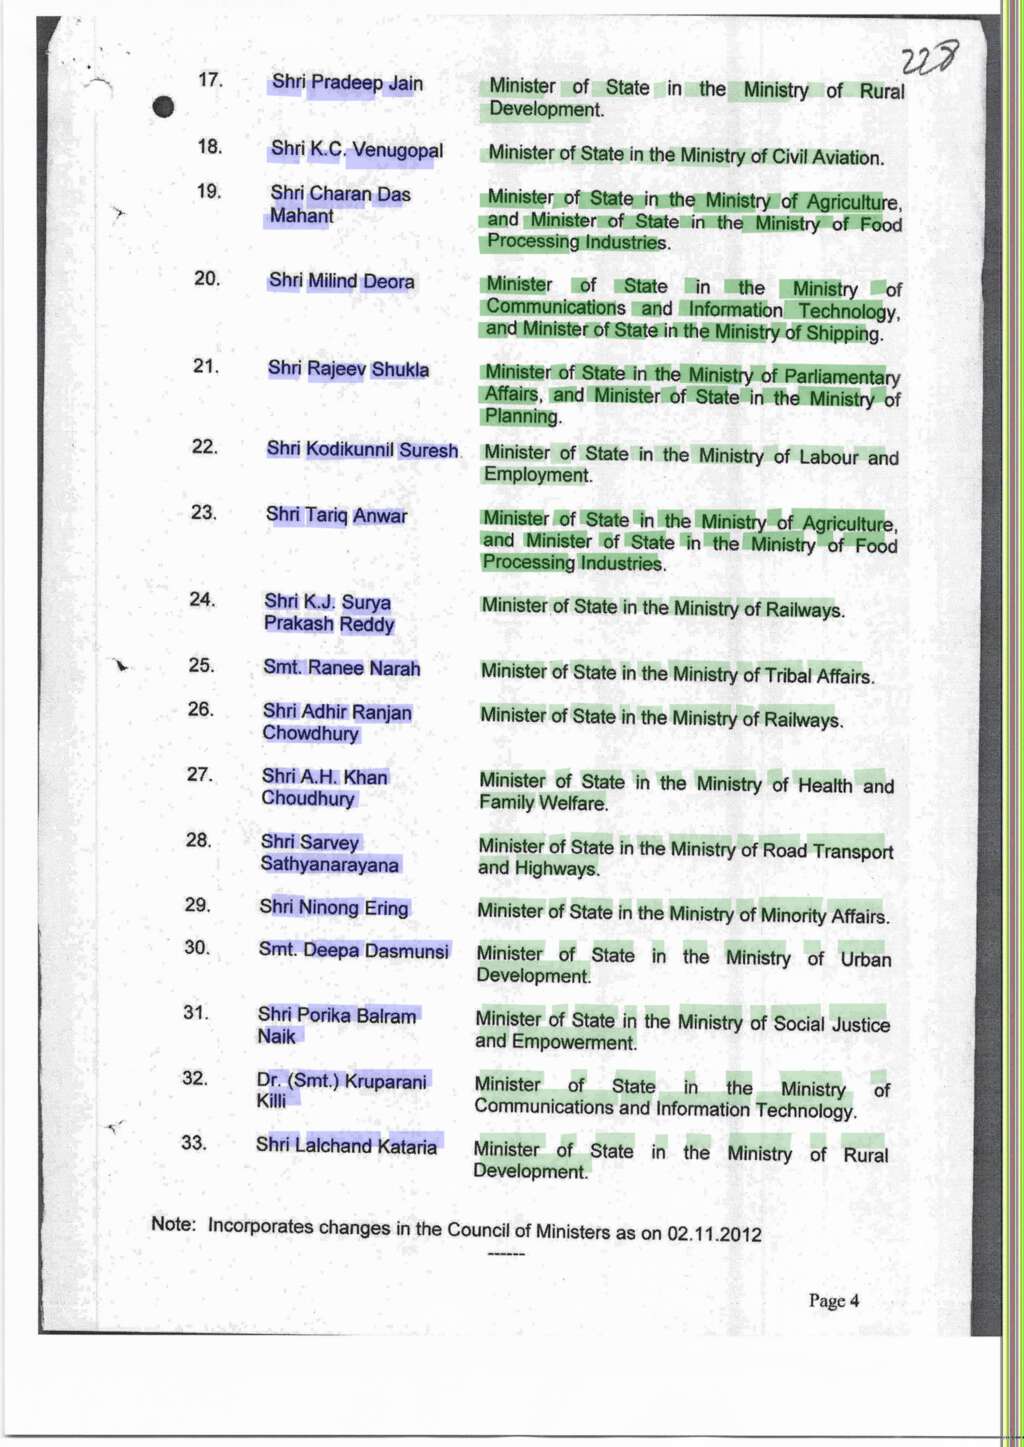 228
17. Shri Pradeep Jain Minister of State in the Ministry of Rural
Development.
18. Shri K.C. Venugopal Minister of State in the Ministry of Civil Aviation.
19. Shri Charan Das Minister of State in the Ministry of Agriculture,
Mahant and Minister of State in the Ministry of Food
Processing Industries.
20. Shri Milind Deora Minister of State in the Ministry of
Communications and Information Technology,
and Minister of State in the Ministry of Shipping.
21. Shri Rajeev Shukla Minister of State in the Ministry of Parliamentary
Affairs, and Minister of State in the Ministry of
Planning.
22. Shri Kodikunnil Suresh Minister of State in the Ministry of Labour and
Employment.
23. Shri Tariq Anwar Minister of State in the Ministry of Agriculture,
and Minister of State in the Ministry of Food
Processing Industries.
24. Shri K.J. Surya Minister of State in the Ministry of Railways.
Prakash Reddy
25. Smt. Ranee Narah Minister of State in the Ministry of Tribal Affairs.
26. Shri Adhir Ranjan Minister of State in the Ministry of Railways.
Chowdhury
27. Shri A.H. Khan Minister of State in the Ministry of Health and
Choudhury Family Welfare.
28. Shri Sarvey Minister of State in the Ministry of Road Transport
Sathyanarayana and Highways.
29. Shri Ninong Ering Minister of State in the Ministry of Minority Affairs.
30. Smt. Deepa Dasmunsi Minister of State in the Ministry of Urban
Development.
31. Shri Porika Balram Minister of State in the Ministry of Social Justice
Naik and Empowerment.
32. Dr. (Smt.) Kruparani Minister of State in the Ministry of
Killi Communications and Information Technology.
33. Shri Lalchand Kataria Minister of State in the Ministry of Rural
Development.
Note: Incorporates changes in the Council of Ministers as on 02.11.2012
------
Page 4